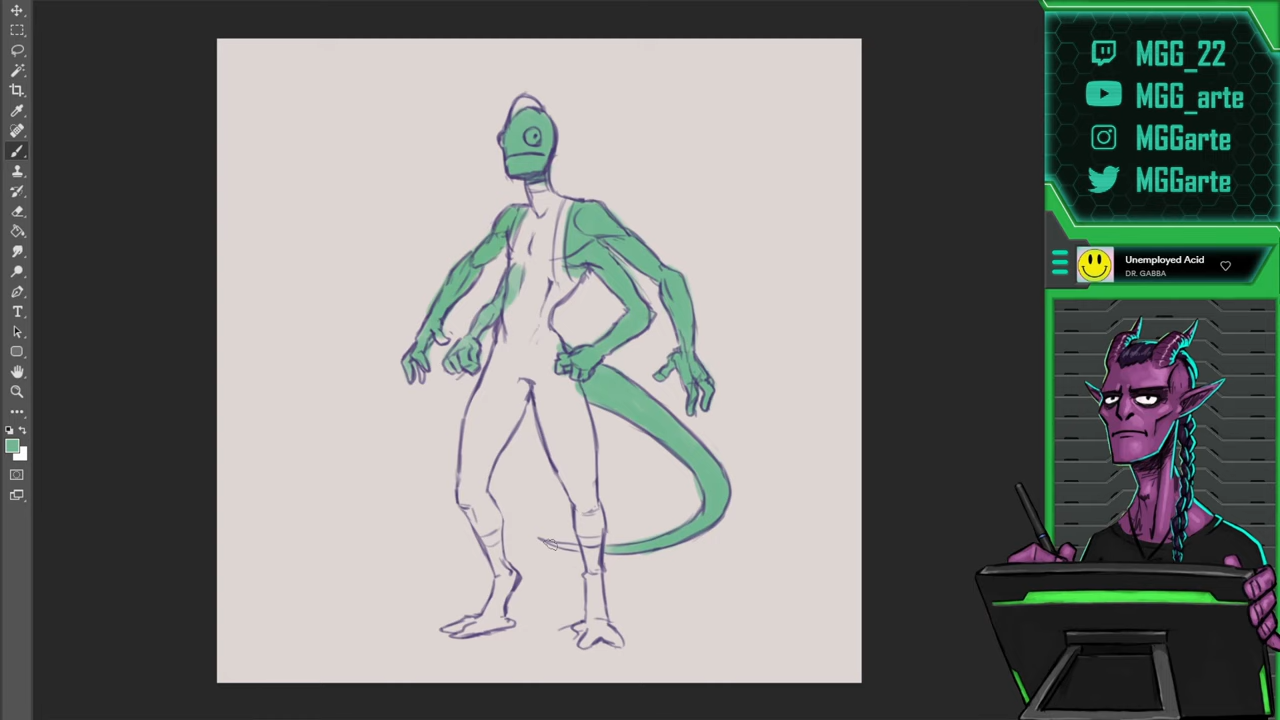 MGG_22
MGG_arte
MGGarte
MGGarte
Unemployed Acid
DR. GABBA